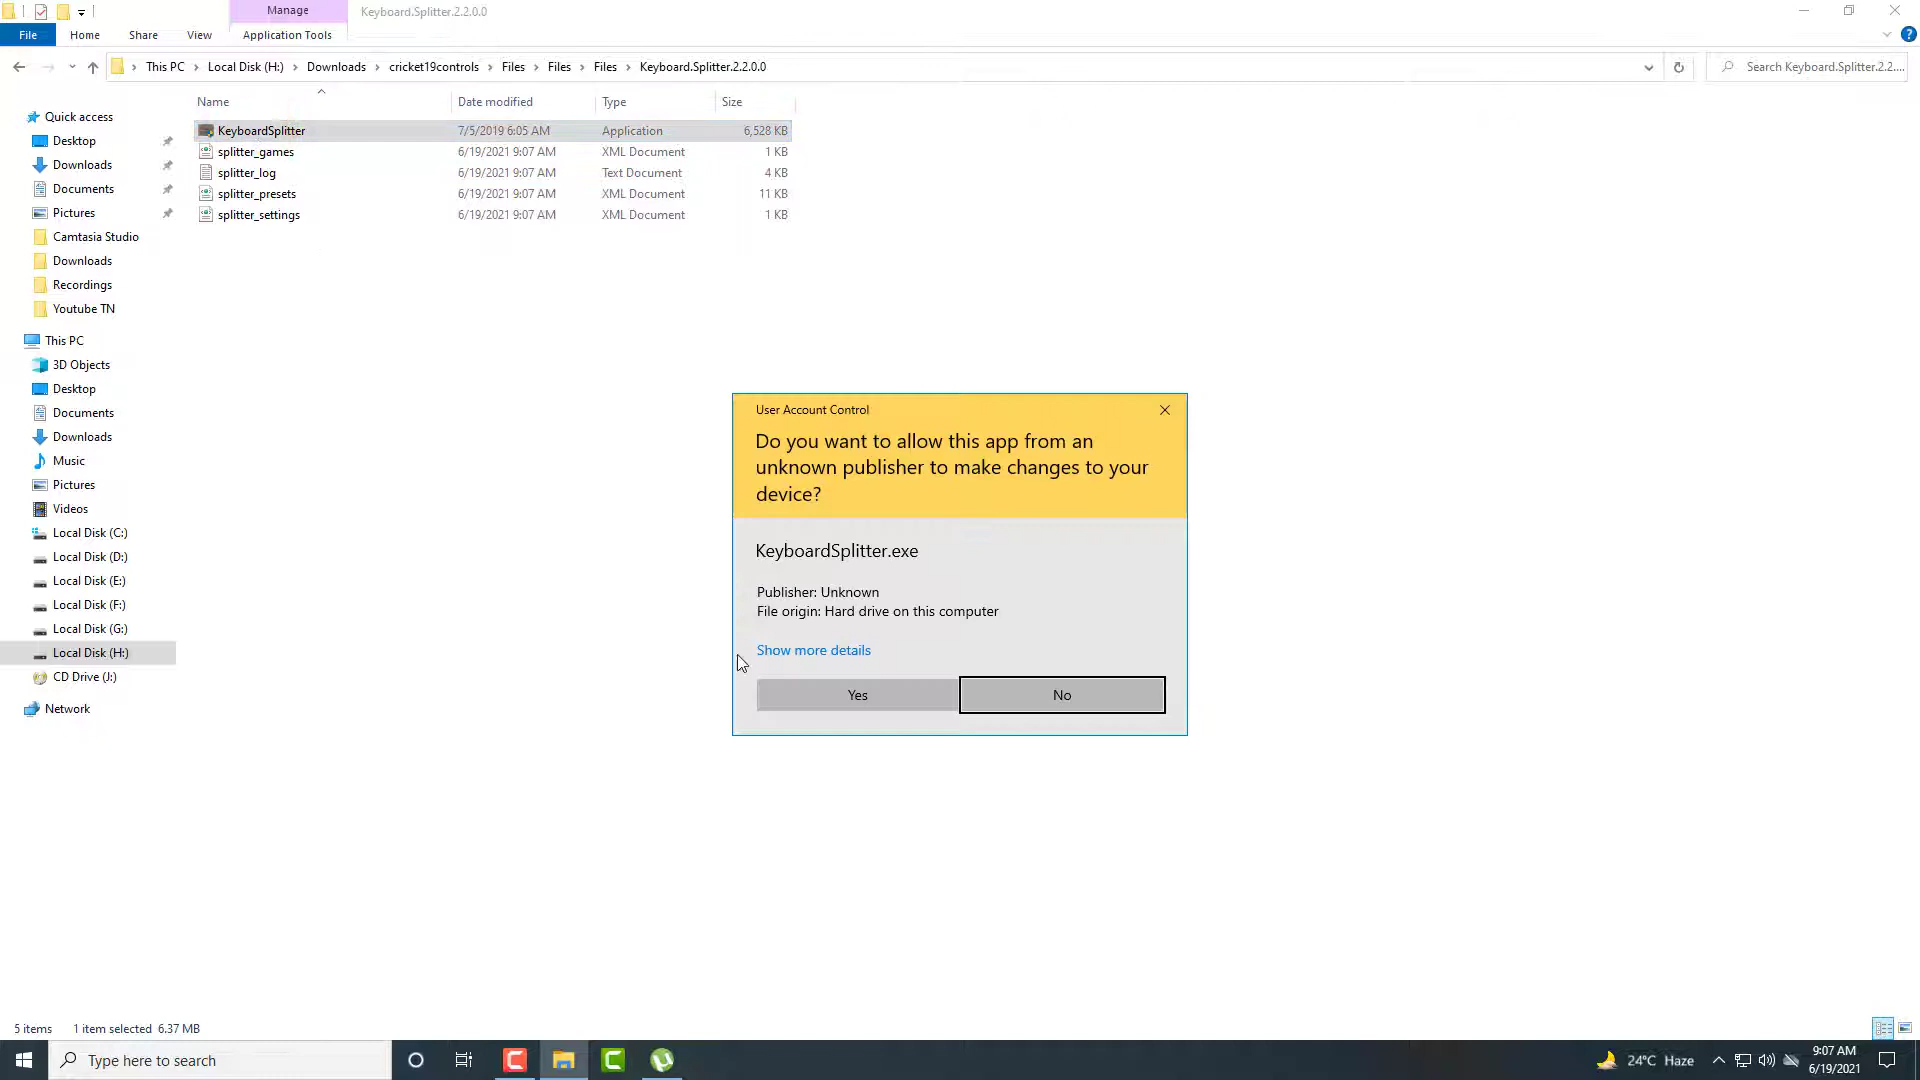 Manage
Keyboard.Splitter.2.2.0.0
File
Home
Share
View
Application Tools
This PC
Local Disk (H:)
Downloads
cricket19controls
Files
Files
Files
Keyboard.Splitter.2.2.0.0
Search Keyboard.Splitter.2.2....
Name
Date modified
Type
Size
KeyboardSplitter 7/5/2019 6:05 AM Application 6,528 KB
splitter_games 6/19/2021 9:07 AM XML Document 1 KB
splitter_log 6/19/2021 9:07 AM Text Document 4 KB
splitter_presets 6/19/2021 9:07 AM XML Document 11 KB
splitter_settings 6/19/2021 9:07 AM XML Document 1 KB
Quick access
Desktop
Downloads
Documents
Pictures
Camtasia Studio
Downloads
Recordings
Youtube TN
This PC
3D Objects
Desktop
Documents
Downloads
Music
Pictures
Videos
Local Disk (C:)
Local Disk (D:)
Local Disk (E:)
Local Disk (F:)
Local Disk (G:)
Local Disk (H:)
CD Drive (J:)
Network
User Account Control
Do you want to allow this app from an
unknown publisher to make changes to your
device?
KeyboardSplitter.exe
Publisher: Unknown
File origin: Hard drive on this computer
Show more details
Yes
No
5 items
1 item selected 6.37 MB
Type here to search
24°C Haze
9:07 AM
6/19/2021